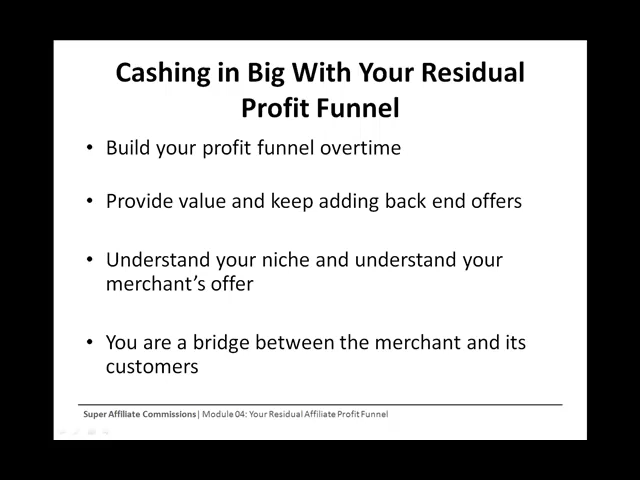 Cashing in Big With Your Residual
Profit Funnel
• Build your profit funnel overtime
• Provide value and keep adding back end offers
• Understand your niche and understand your
merchant's offer
• You are a bridge between the merchant and its
customers
Super Affiliate Commissions| Module 04: Your Residual Affiliate Profit Funnel